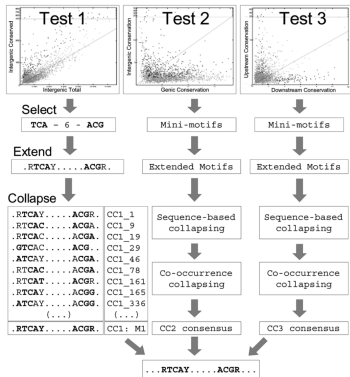 Test 1 Test 2 Test 3
Intergenic Conserved
Intergenic Total
Intergenic Conservation
Genic Conservation
Upstream Conservation
Downstream Conservation
Select
TCA - 6 - ACG Mini-motifs Mini-motifs
Extend
.RTCAY.....ACGR. Extended Motifs Extended Motifs
Collapse
.RTCAY.....ACGR. CC1_1
.RTCAC.....ACGA. CC1_9
.RTCAC.....ACGR. CC1_19
.GTCAC.....ACG.. CC1_29
.ATCAY.....ACGA. CC1_46
.RTCAC.....ACGR. CC1_78
.RTCAT.....ACGR. CC1_161
.RTCAY.....ACGG. CC1_165
.ATCAY.....ACGG. CC1_336
(...) (...)
.RTCAY.....ACGR. CC1: M1
Sequence-based
collapsing
Sequence-based
collapsing
Co-occurrence
collapsing
Co-occurrence
collapsing
CC2 consensus CC3 consensus
...RTCAY.....ACGR...